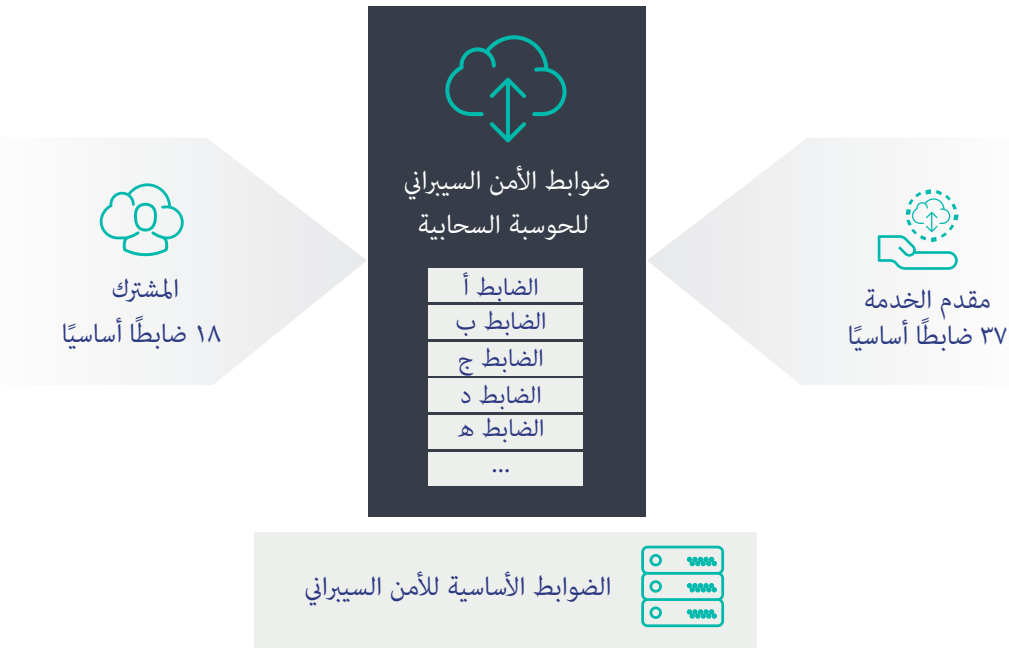 ضوابط الأمن السيبراني
للحوسبة السحابية
الضابط أ
الضابط ب
الضابط ج
الضابط د
الضابط ه
...
مقدم الخدمة
٣٧ ضابطًا أساسيًا
المشترك
١٨ ضابطًا أساسيًا
الضوابط الأساسية للأمن السيبراني